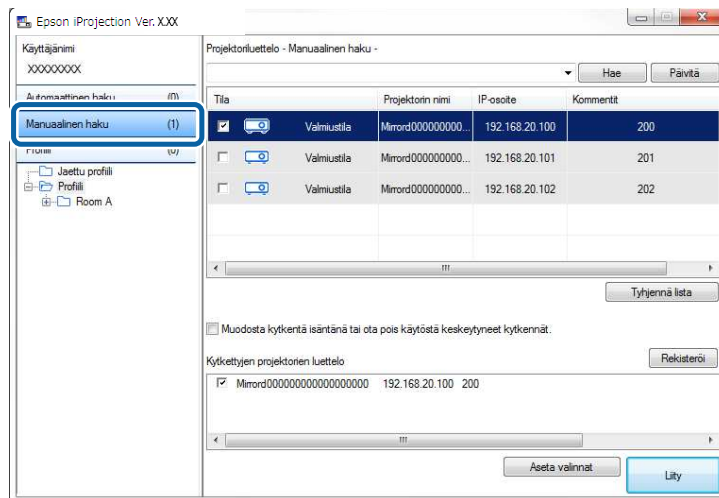 Epson iProjection Ver. X.XX
Käyttäjänimi
XXXXXXXX
Automaattinen haku (0)
Manuaalinen haku (1)
Profiili (0)
Jaettu profiili
Profiili
Room A
Projektoriluettelo - Manuaalinen haku -
Hae Päivitä
Tila Projektorin nimi IP-osoite Kommentit
Valmiustila Mirrord000000000... 192.168.20.100 200
Valmiustila Mirrord000000000... 192.168.20.101 201
Valmiustila Mirrord000000000... 192.168.20.102 202
Tyhjennä lista
Muodosta kytkentä isäntänä tai ota pois käytöstä keskeytyneet kytkennät.
Kytkettyjen projektorien luettelo Rekisteröi
Mirrord000000000000000000 192.168.20.100 200
Aseta valinnat Liity